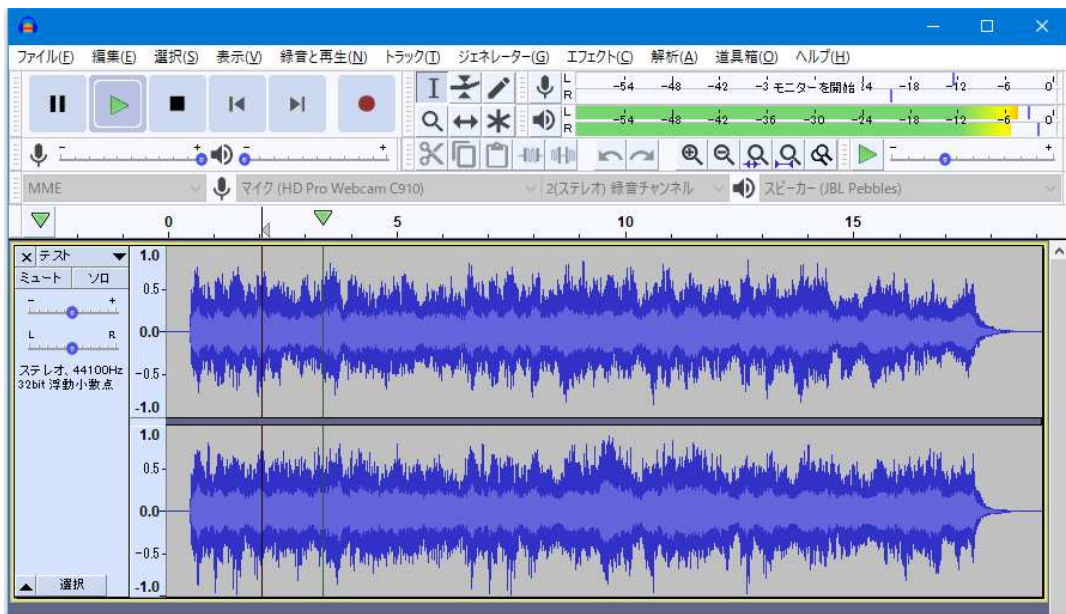 ファイル(F) 編集(E) 選択(S) 表示(V) 録音と再生(N) トラック(T) ジェネレーター(G) エフェクト(C) 解析(A) 道具箱(O) ヘルプ(H)
L
R
-54 -48 -42 -3 モニターを開始 !4 -18 -12 -6 0
L
R
-54 -48 -42 -36 -30 -24 -18 -12 -6 0
- + - + - +
MME マイク (HD Pro Webcam C910) 2(ステレオ) 録音チャンネル スピーカー (JBL Pebbles)
0 5 10 15
× テスト 1.0
ミュート ソロ 0.5
- +
L R 0.0
ステレオ, 44100Hz
32bit 浮動小数点 -0.5
-1.0
1.0
0.5
0.0
-0.5
選択 -1.0